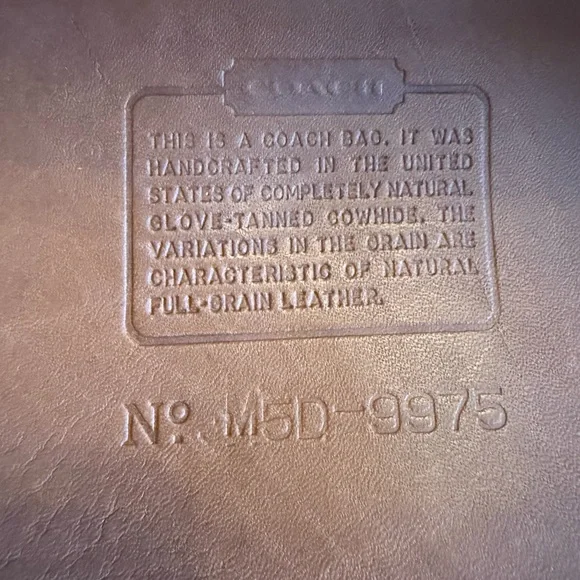 COACH
THIS IS A COACH BAG. IT WAS
HANDCRAFTED IN THE UNITED
STATES OF COMPLETELY NATURAL
GLOVE-TANNED COWHIDE. THE
VARIATIONS IN THE GRAIN ARE
CHARACTERISTIC OF NATURAL
FULL-GRAIN LEATHER.
Nº. M5D-9975